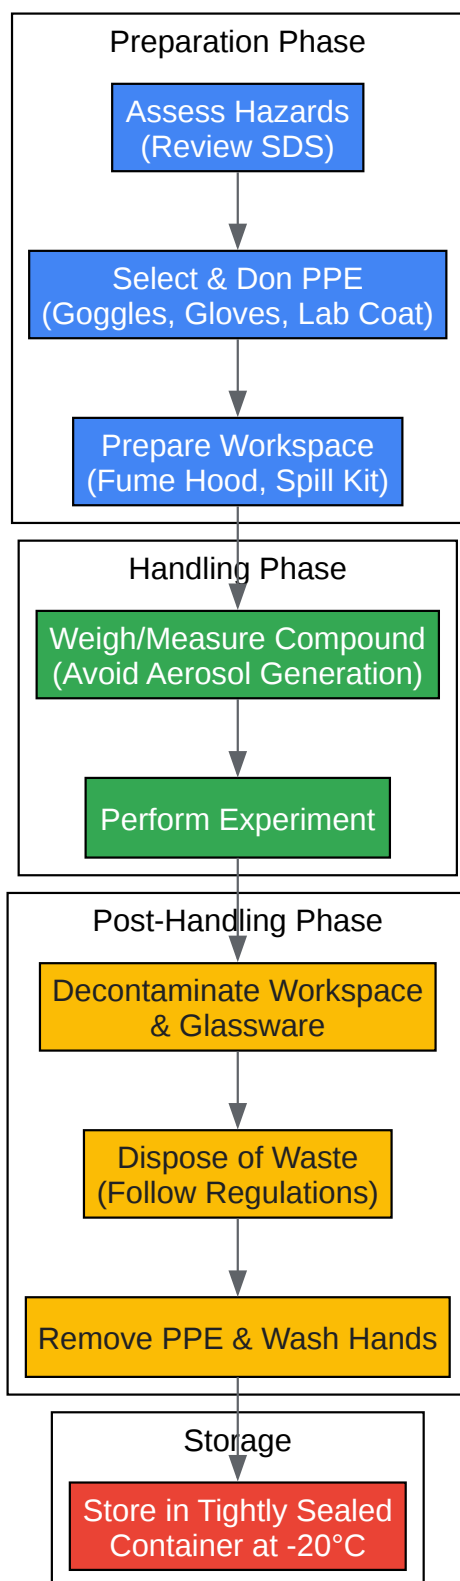 Preparation Phase
Assess Hazards
(Review SDS)
Select & Don PPE
(Goggles, Gloves, Lab Coat)
Prepare Workspace
(Fume Hood, Spill Kit)
Handling Phase
Weigh/Measure Compound
(Avoid Aerosol Generation)
Perform Experiment
Post-Handling Phase
Decontaminate Workspace
& Glassware
Dispose of Waste
(Follow Regulations)
Remove PPE & Wash Hands
Storage
Store in Tightly Sealed
Container at -20°C